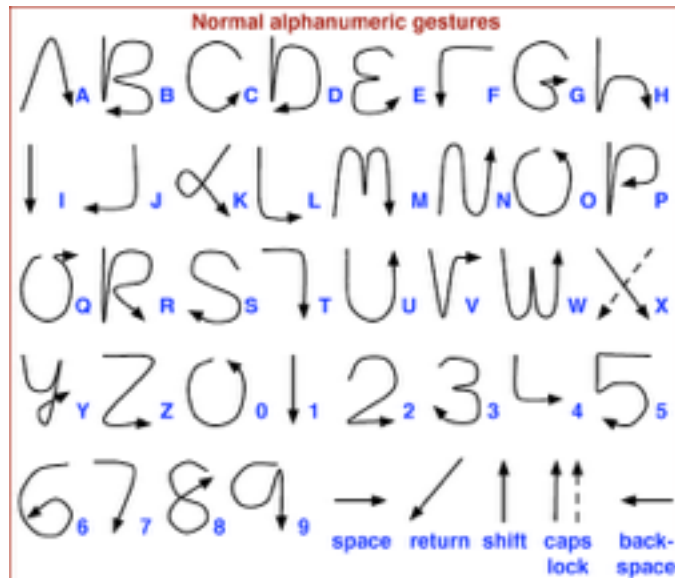 Normal alphanumeric gestures
A B C D E F G H
I J K L M N O P
Q R S T U V W X
Y Z 0 1 2 3 4 5
6 7 8 9 space return shift caps lock back-space